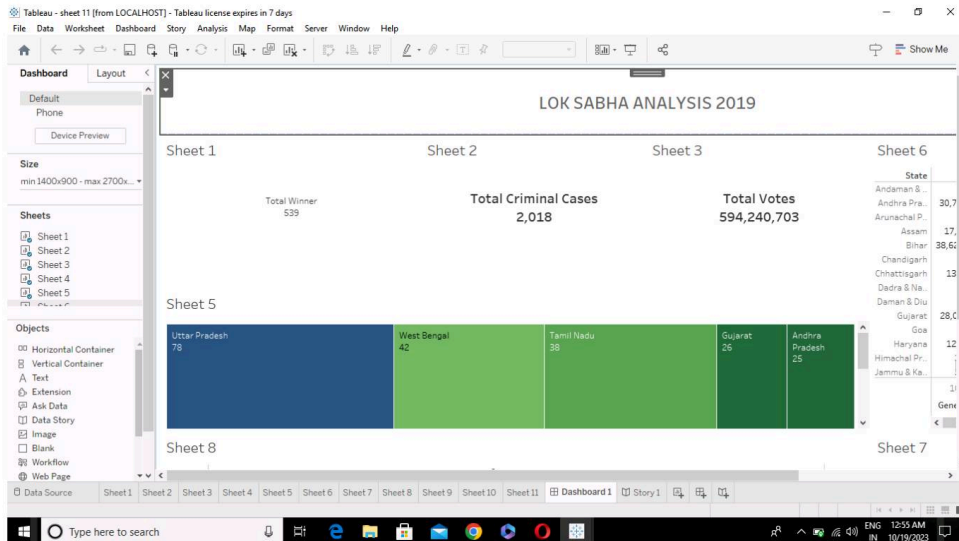 Tableau - sheet 11 [from LOCALHOST] - Tableau license expires in 7 days
File Data Worksheet Dashboard Story Analysis Map Format Server Window Help
Show Me
Dashboard Layout
Default
Phone
Device Preview
Size
min 1400x900 - max 2700x...
Sheets
Sheet 1
Sheet 2
Sheet 3
Sheet 4
Sheet 5
Objects
Horizontal Container
Vertical Container
Text
Extension
Ask Data
Data Story
Image
Blank
Workflow
Web Page
LOK SABHA ANALYSIS 2019
Sheet 1 Sheet 2 Sheet 3 Sheet 6
Total Winner
539
Total Criminal Cases
2,018
Total Votes
594,240,703
State
Andaman & ..
Andhra Pra.. 30,7
Arunachal P..
Assam 17,
Bihar 38,62
Chandigarh
Chhattisgarh 13
Dadra & Na..
Daman & Diu
Gujarat 28,0
Goa
Haryana 12
Himachal Pr..
Jammu & Ka..
Gene
Sheet 5
Uttar Pradesh
78
West Bengal
42
Tamil Nadu
38
Gujarat
26
Andhra
Pradesh
25
Sheet 8 Sheet 7
Data Source Sheet 1 Sheet 2 Sheet 3 Sheet 4 Sheet 5 Sheet 6 Sheet 7 Sheet 8 Sheet 9 Sheet 10 Sheet 11 Dashboard 1 Story 1
Type here to search
ENG 12:55 AM
IN 10/19/2023